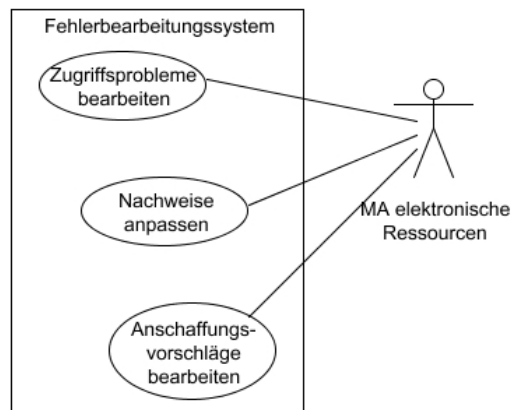 Fehlerbearbeitungssystem
Zugriffsprobleme
bearbeiten
Nachweise
anpassen
MA elektronische
Ressourcen
Anschaffungs-
vorschläge
bearbeiten